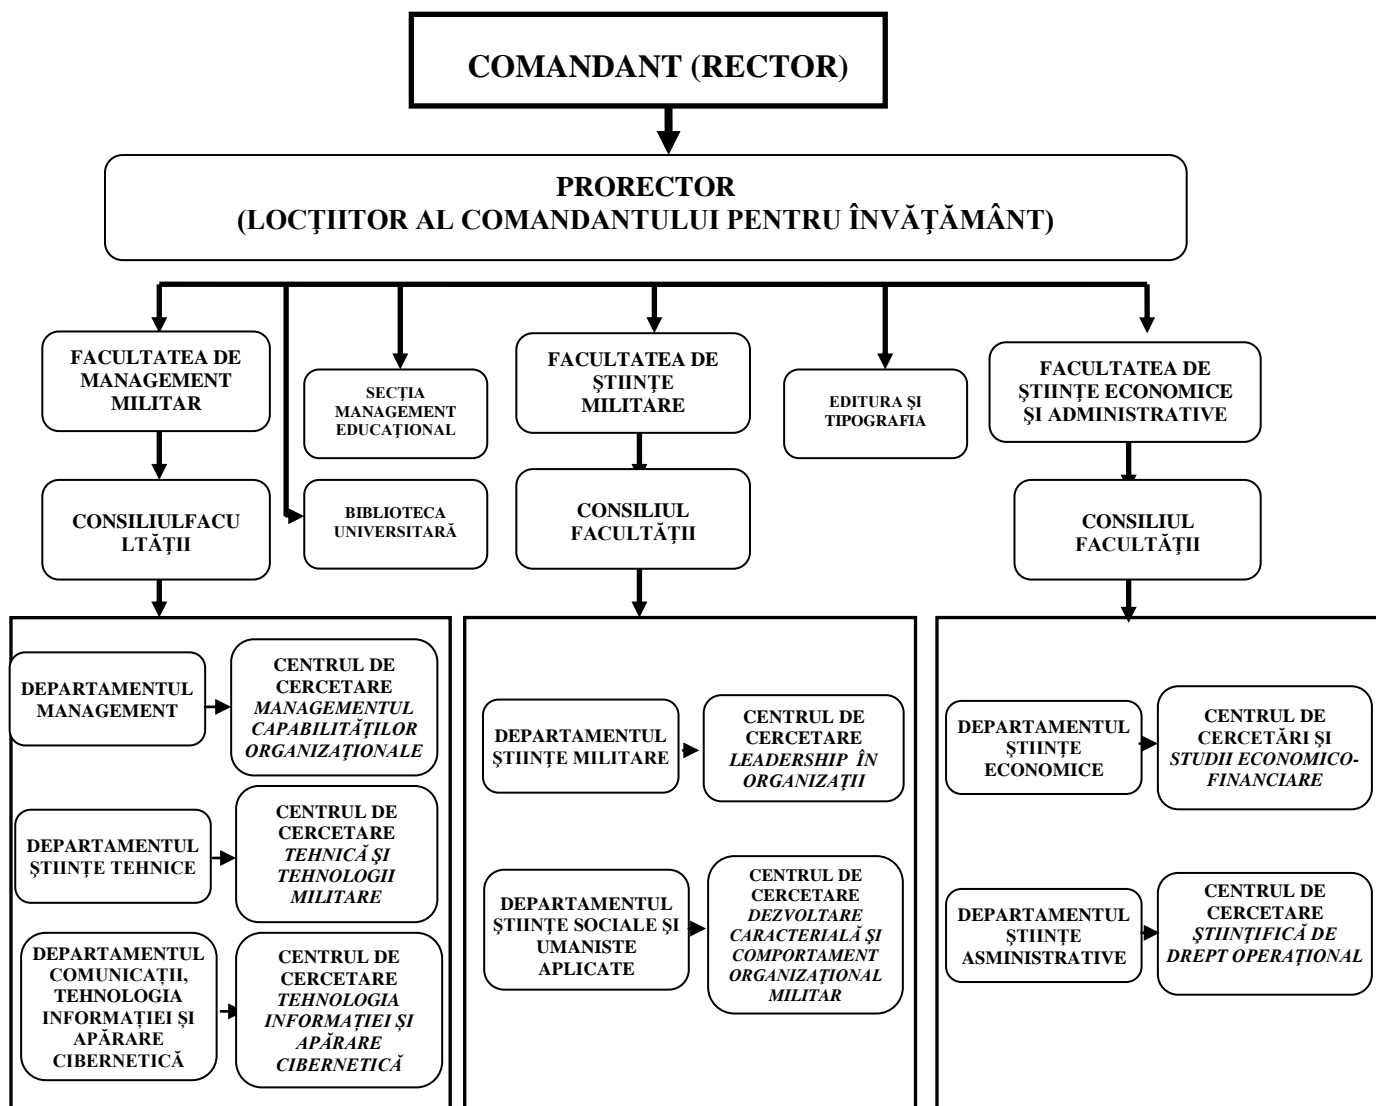 COMANDANT (RECTOR)
PRORECTOR
(LOCŢIITOR AL COMANDANTULUI PENTRU ÎNVĂŢĂMÂNT)
FACULTATEA DE
MANAGEMENT
MILITAR
SECŢIA
MANAGEMENT
EDUCAŢIONAL
FACULTATEA DE
ŞTIINŢE
MILITARE
EDITURA ŞI
TIPOGRAFIA
FACULTATEA DE
ŞTIINŢE ECONOMICE
ŞI ADMINISTRATIVE
CONSILIULFACU
LTĂŢII
BIBLIOTECA
UNIVERSITARĂ
CONSILIUL
FACULTĂŢII
CONSILIUL
FACULTĂŢII
DEPARTAMENTUL
MANAGEMENT
CENTRUL DE
CERCETARE
MANAGEMENTUL
CAPABILITĂŢILOR
ORGANIZAŢIONALE
DEPARTAMENTUL
ŞTIINŢE TEHNICE
CENTRUL DE
CERCETARE
TEHNICĂ ŞI
TEHNOLOGII
MILITARE
DEPARTAMENTUL
COMUNICAȚII,
TEHNOLOGIA
INFORMAȚIEI ȘI
APĂRARE
CIBERNETICĂ
CENTRUL DE
CERCETARE
TEHNOLOGIA
INFORMAȚIEI ȘI
APĂRARE
CIBERNETICĂ
DEPARTAMENTUL
ŞTIINŢE MILITARE
CENTRUL DE
CERCETARE
LEADERSHIP ÎN
ORGANIZAŢII
DEPARTAMENTUL
ŞTIINŢE SOCIALE ŞI
UMANISTE
APLICATE
CENTRUL DE
CERCETARE
DEZVOLTARE
CARACTERIALĂ ŞI
COMPORTAMENT
ORGANIZAŢIONAL
MILITAR
DEPARTAMENTUL
ŞTIINŢE
ECONOMICE
CENTRUL DE
CERCETĂRI ŞI
STUDII ECONOMICO-
FINANCIARE
DEPARTAMENTUL
ŞTIINŢE
ASMINISTRATIVE
CENTRUL DE
CERCETARE
ŞTIINŢIFICĂ DE
DREPT OPERAŢIONAL